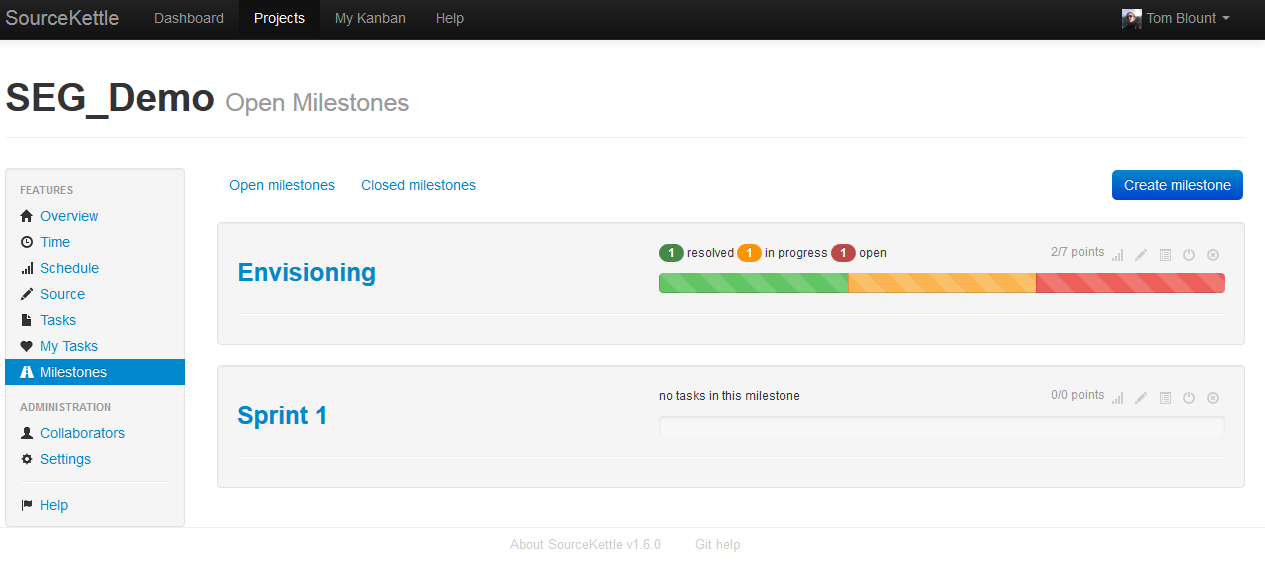 SourceKettle Dashboard Projects My Kanban Help Tom Blount
SEG_Demo Open Milestones
FEATURES
Overview
Time
Schedule
Source
Tasks
My Tasks
Milestones
ADMINISTRATION
Collaborators
Settings
Help
Open milestones Closed milestones Create milestone
Envisioning
1 resolved 1 in progress 1 open 2/7 points
Sprint 1
no tasks in this milestone 0/0 points
About SourceKettle v1.6.0 Git help